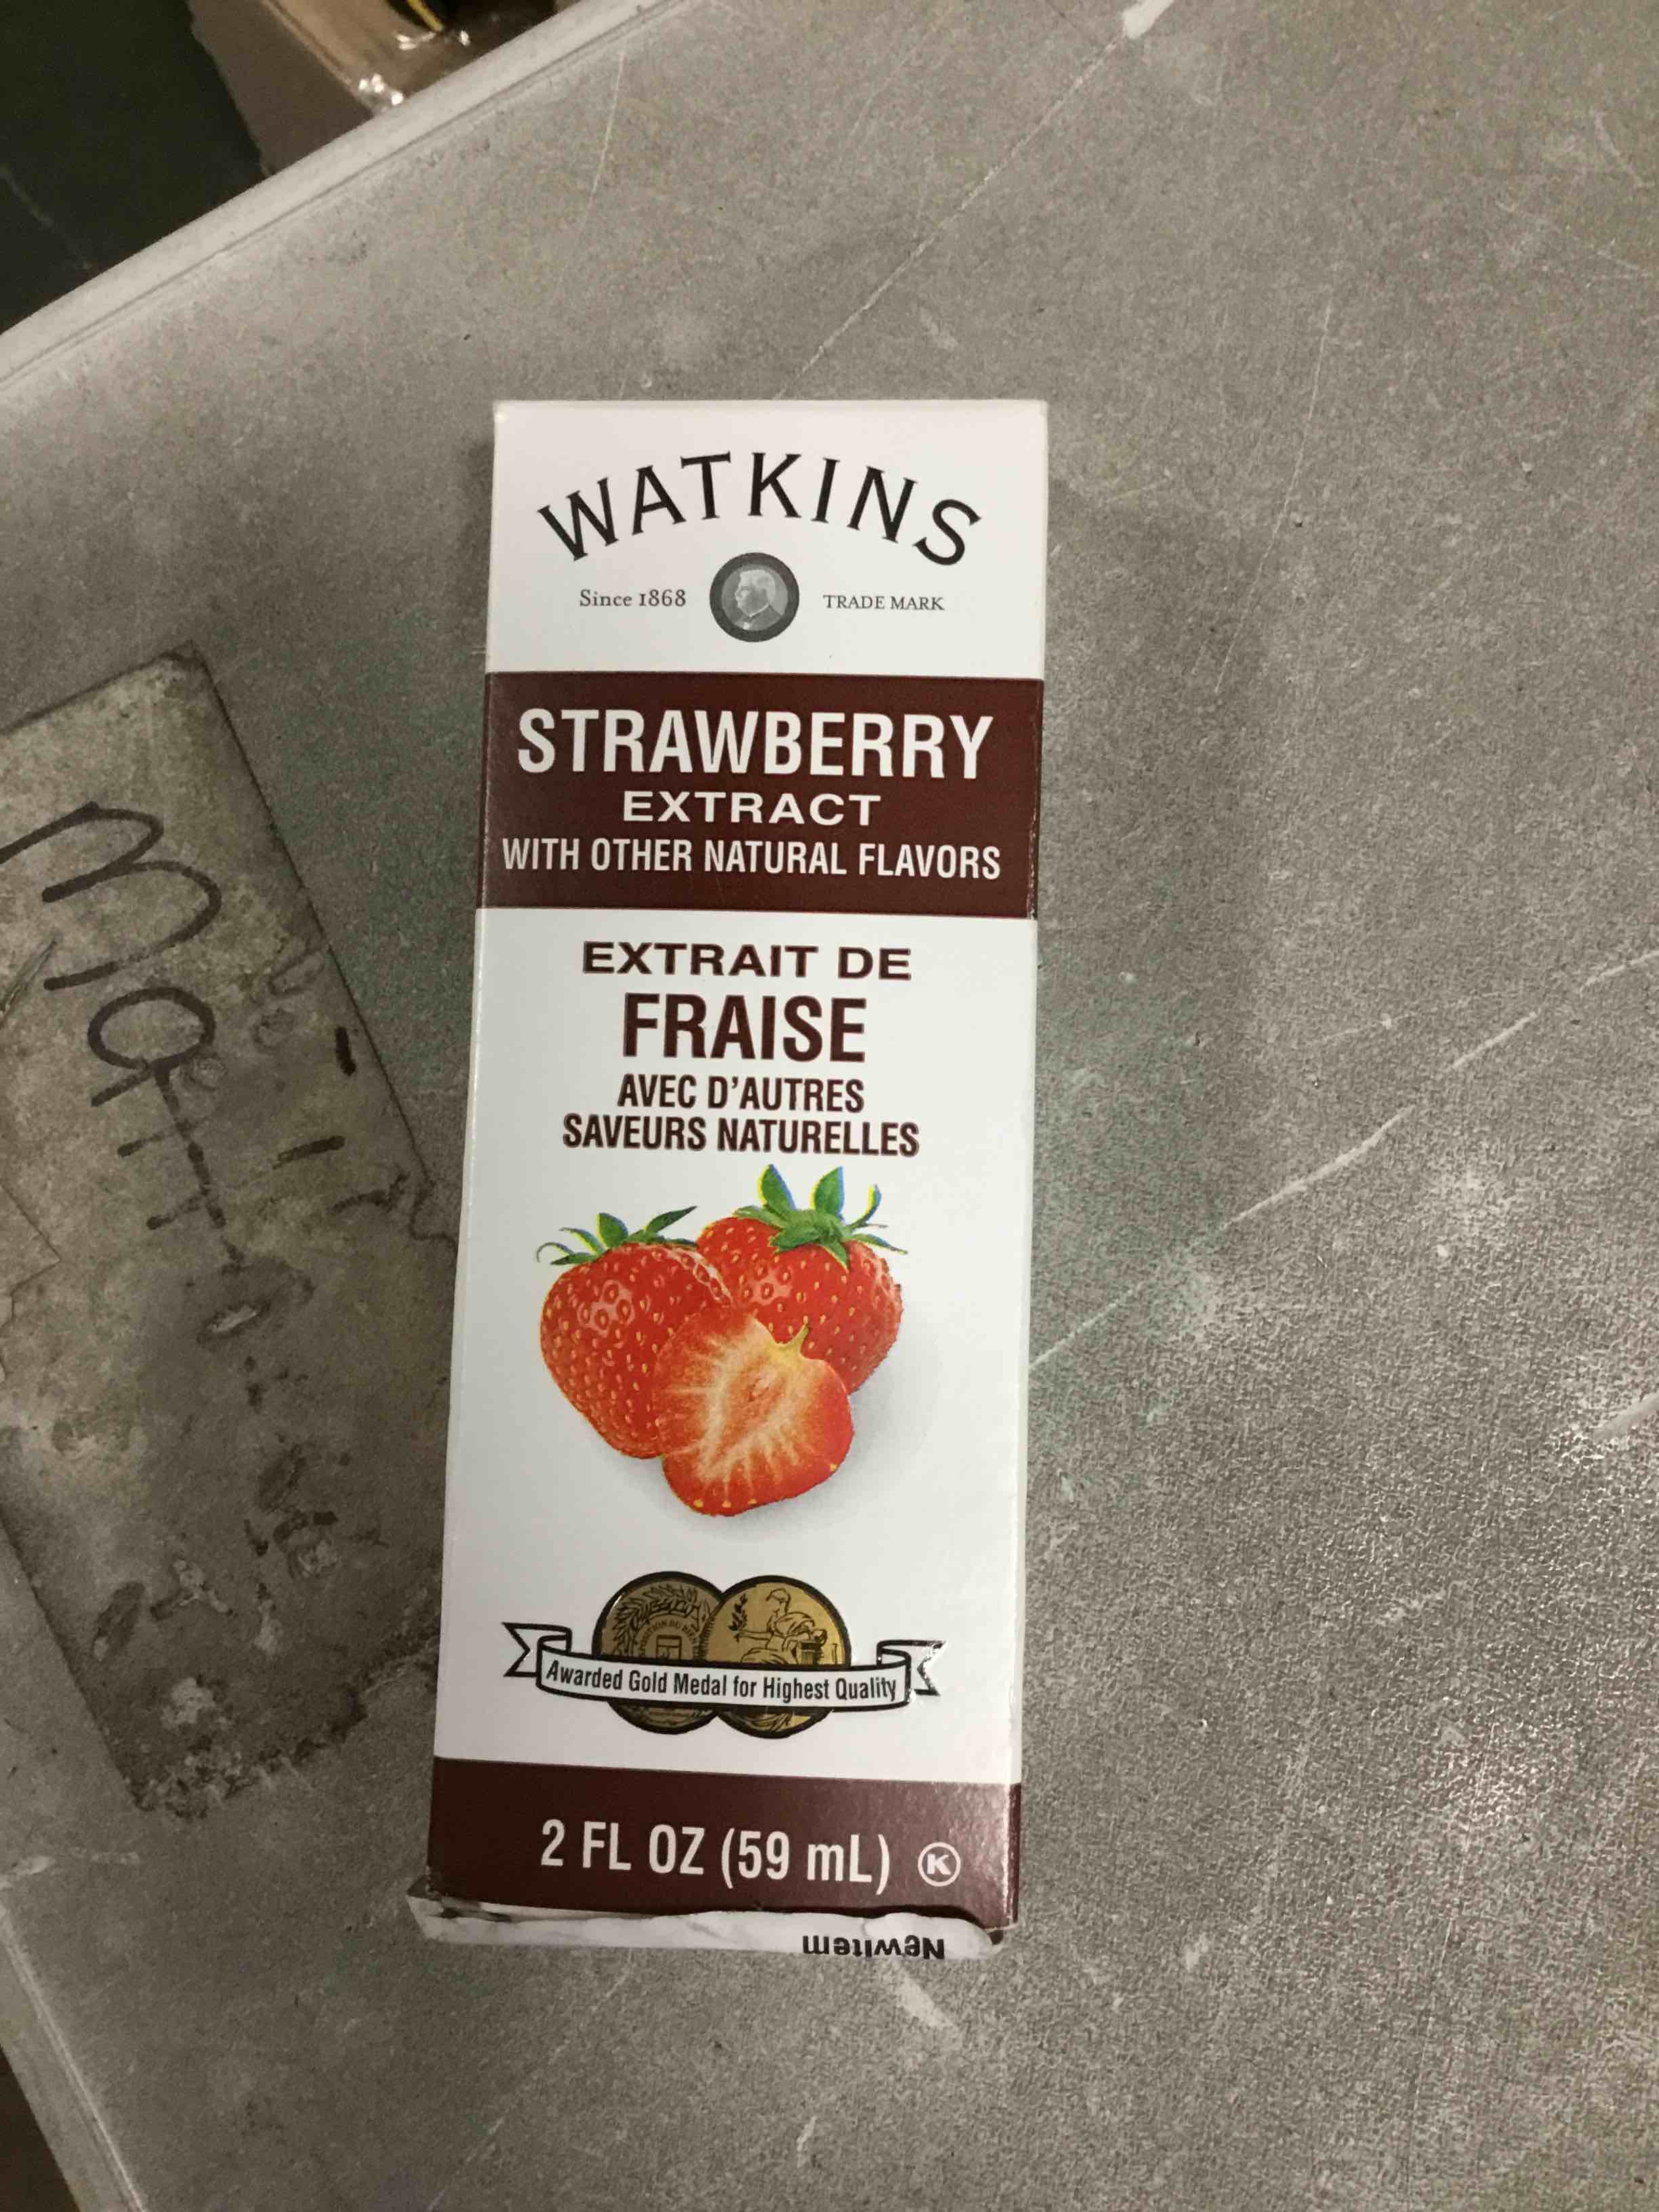 WATKINS
Since 1868
TRADE MARK
STRAWBERRY
EXTRACT
WITH OTHER NATURAL FLAVORS
EXTRAIT DE
FRAISE
AVEC D'AUTRES
SAVEURS NATURELLES
Awarded Gold Medal for Highest Quality
2 FL OZ (59 mL) K
NewItem